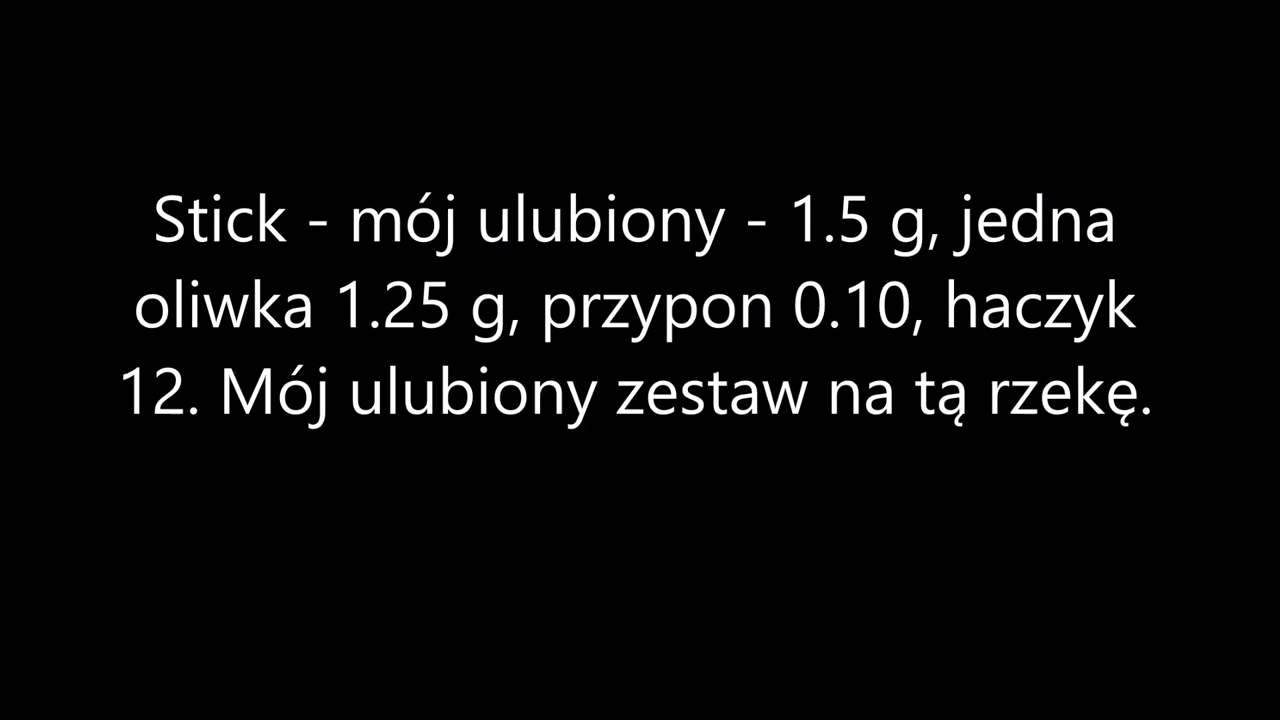 Stick - mój ulubiony - 1.5 g, jedna
oliwka 1.25 g, przypon 0.10, haczyk
12. Mój ulubiony zestaw na tą rzekę.